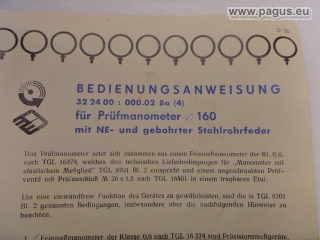 www.pagus.eu
BEDIENUNGSANWEISUNG
32 24 00 : 000.02 Ba (4)
für Prüfmanometer ⌀ 160
mit NE- und gebohrter Stahlrohrfeder
Das Prüfmanometer setzt sich zusammen aus einem Feinmeßmanometer der Kl. 0,6
nach TGL 16374, welches den technischen Lieferbedingungen für „Manometer mit
elastischem Meßglied" TGL 8701 Bl. 2 entspricht und einem angeschraubten Prüf-
ventil mit Prüfanschluß M 20 x 1,5 nach TGL 16401 in einem tragbaren Etui.
Um eine einwandfreie Funktion des Gerätes zu gewährleisten, sind die in TGL 8701
Bl. 2 genannten Bedingungen, insbesondere aber die nachfolgenden Hinweise zu
beachten!
Feinmeßmanometer der Klasse 0,6 nach TGL 16 374 sind Präzisionsmeßgeräte